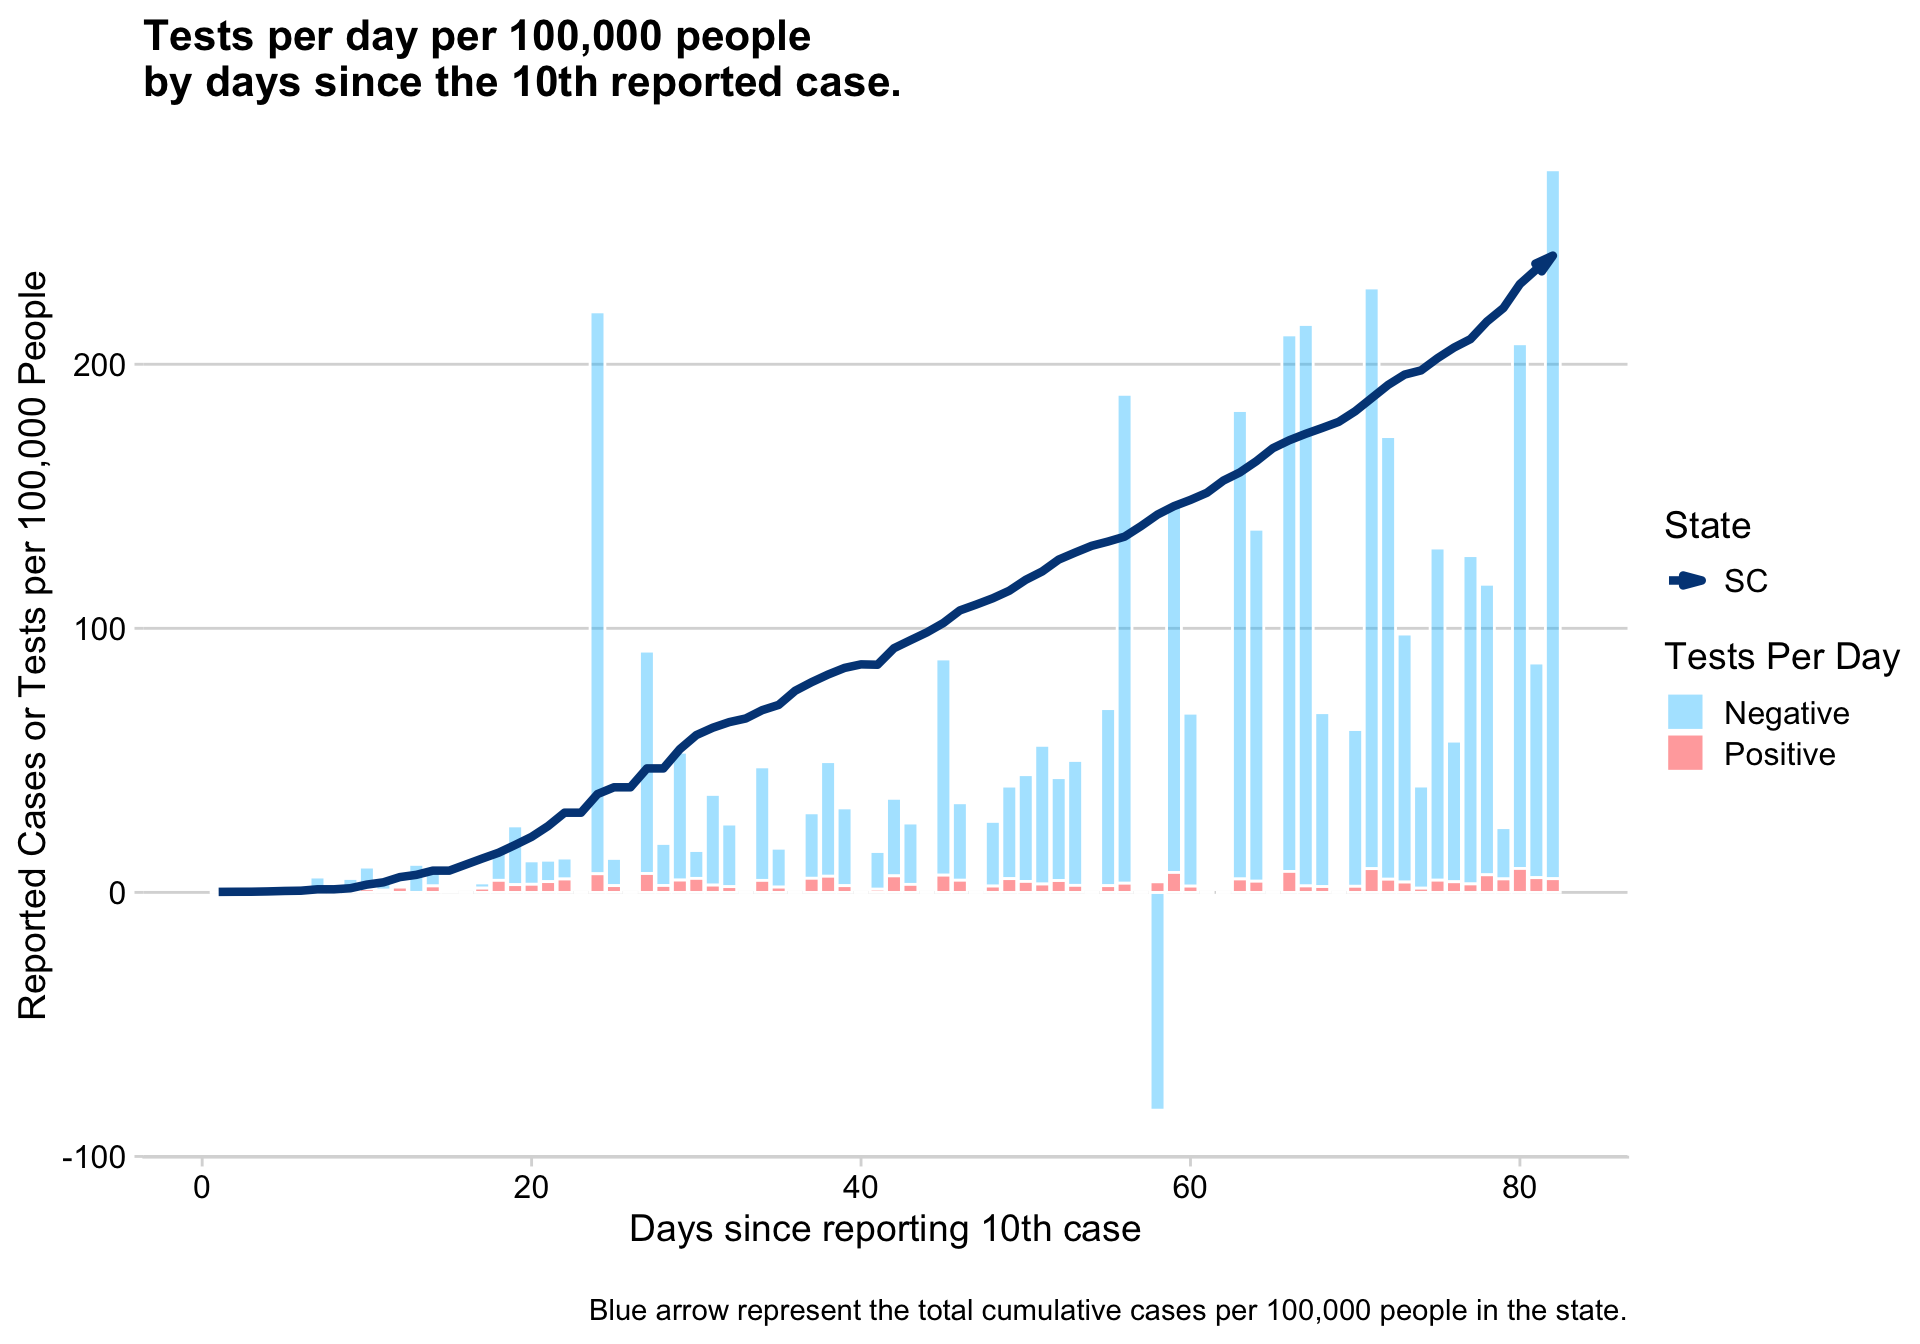 Tests per day per 100,000 people
by days since the 10th reported case.
Reported Cases or Tests per 100,000 People
200
100
0
-100
0
20
40
60
80
Days since reporting 10th case
State
SC
Tests Per Day
Negative
Positive
Blue arrow represent the total cumulative cases per 100,000 people in the state.